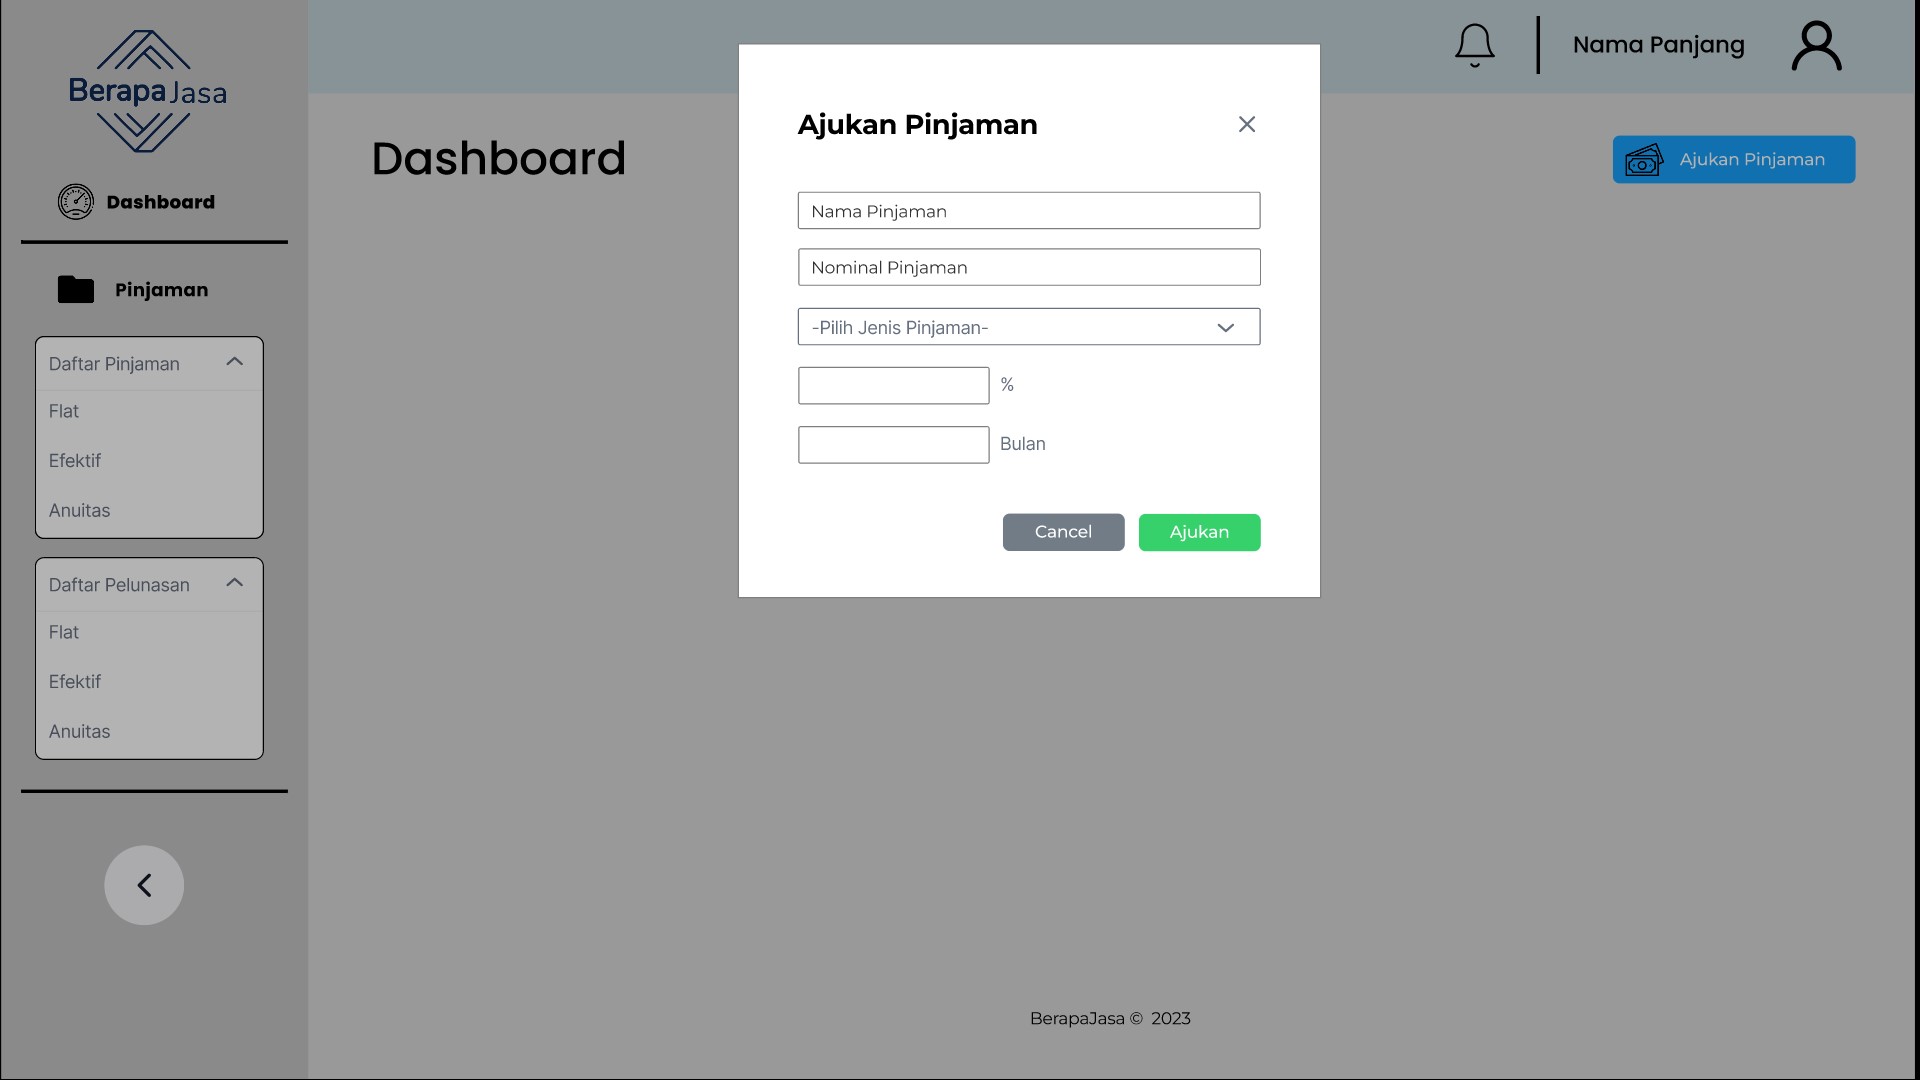 BerapaJasa
Dashboard
Pinjaman
Daftar Pinjaman
Flat
Efektif
Anuitas
Daftar Pelunasan
Flat
Efektif
Anuitas
Nama Panjang
Dashboard
Ajukan Pinjaman
Ajukan Pinjaman
Nama Pinjaman
Nominal Pinjaman
-Pilih Jenis Pinjaman-
%
Bulan
Cancel
Ajukan
BerapaJasa © 2023